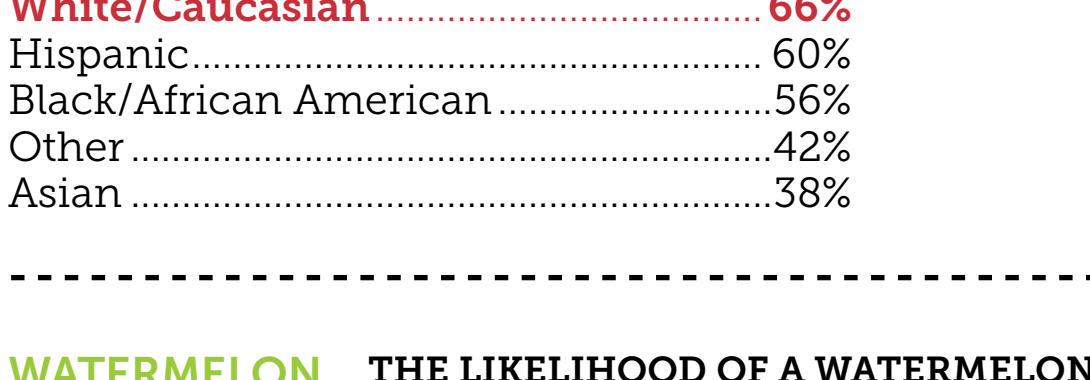 White/Caucasian 66%
Hispanic 60%
Black/African American 56%
Other 42%
Asian 38%
WATERMELON THE LIKELIHOOD OF A WATERMELON